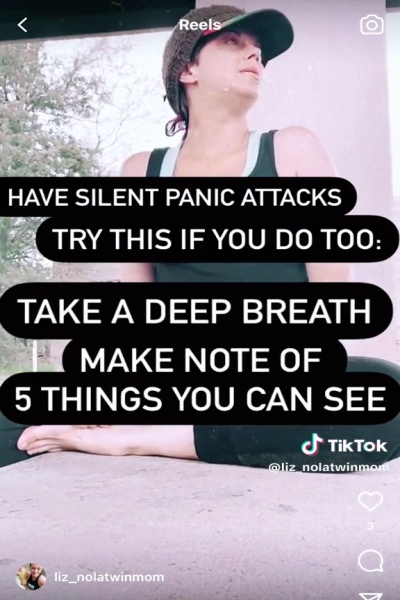 Reels
HAVE SILENT PANIC ATTACKS
TRY THIS IF YOU DO TOO:
TAKE A DEEP BREATH
MAKE NOTE OF
5 THINGS YOU CAN SEE
TikTok
@liz_nolatwinmom
3
liz_nolatwinmom